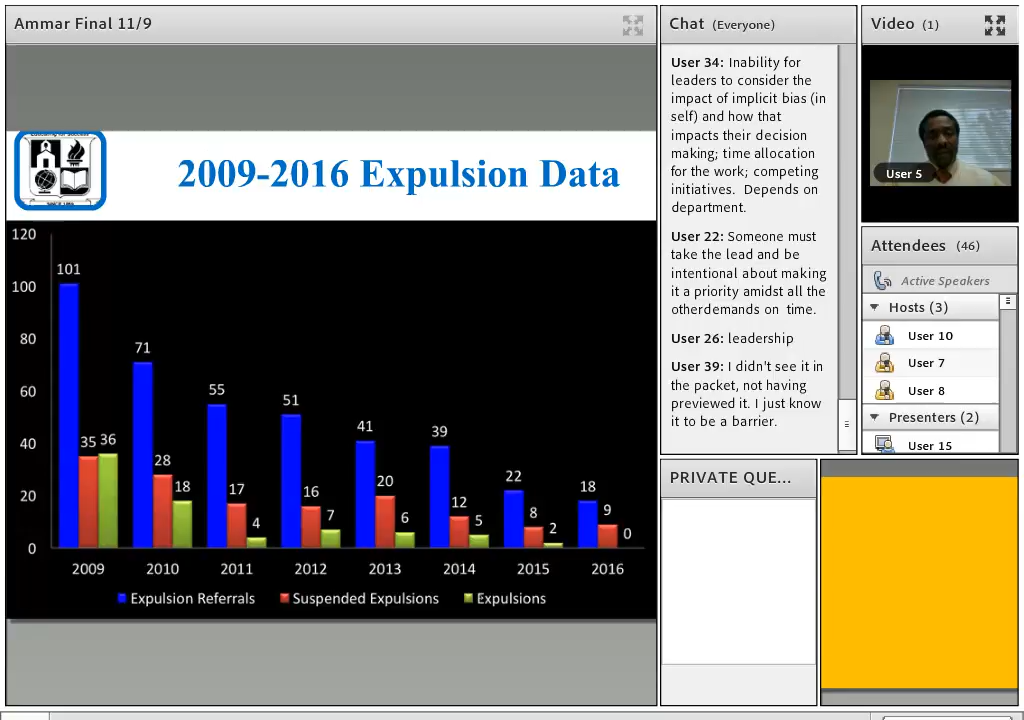 Ammar Final 11/9
2009-2016 Expulsion Data
120
100
80
60
40
20
0
101
35
36
71
28
18
55
17
4
51
16
7
41
20
6
39
12
5
22
8
2
18
9
0
2009 2010 2011 2012 2013 2014 2015 2016
Expulsion Referrals Suspended Expulsions Expulsions
Chat (Everyone)
User 34: Inability for
leaders to consider the
impact of implicit bias (in
self) and how that
impacts their decision
making; time allocation
for the work; competing
initiatives. Depends on
department.
User 22: Someone must
take the lead and be
intentional about making
it a priority amidst all the
otherdemands on time.
User 26: leadership
User 39: I didn't see it in
the packet, not having
previewed it. I just know
it to be a barrier.
Video (1)
User 5
Attendees (46)
Active Speakers
Hosts (3)
User 10
User 7
User 8
Presenters (2)
User 15
PRIVATE QUE...